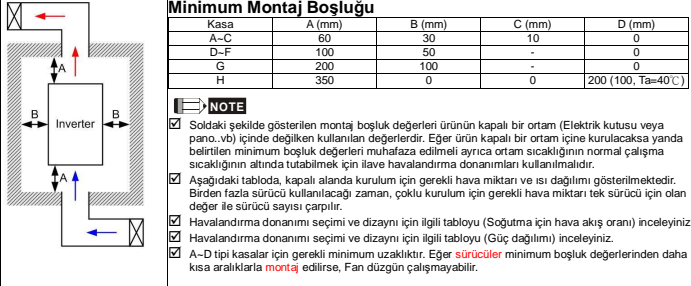 Minimum Montaj Boşluğu
Kasa A (mm) B (mm) C (mm) D (mm)
A~C 60 30 10 0
D~F 100 50 - 0
G 200 100 - 0
H 350 0 0 200 (100, Ta=40℃)
A
B Inverter B
A
NOTE
☑ Soldaki şekilde gösterilen montaj boşluk değerleri ürünün kapalı bir ortam (Elektrik kutusu veya
pano..vb) içinde değilken kullanılan değerlerdir. Eğer ürün kapalı bir ortam içine kurulacaksa yanda
belirtilen minimum boşluk değerleri muhafaza edilmeli ayrıca ortam sıcaklığının normal çalışma
sıcaklığının altında tutabilmek için ilave havalandırma donanımları kullanılmalıdır.
☑ Aşağıdaki tabloda, kapalı alanda kurulum için gerekli hava miktarı ve ısı dağılımı gösterilmektedir.
Birden fazla sürücü kullanılacağı zaman, çoklu kurulum için gerekli hava miktarı tek sürücü için olan
değer ile sürücü sayısı çarpılır.
☑ Havalandırma donanımı seçimi ve dizaynı için ilgili tabloyu (Soğutma için hava akış oranı) inceleyiniz
☑ Havalandırma donanımı seçimi ve dizaynı için ilgili tabloyu (Güç dağılımı) inceleyiniz.
☑ A~D tipi kasalar için gerekli minimum uzaklıktır. Eğer sürücüler minimum boşluk değerlerinden daha
kısa aralıklarla montaj edilirse, Fan düzgün çalışmayabilir.